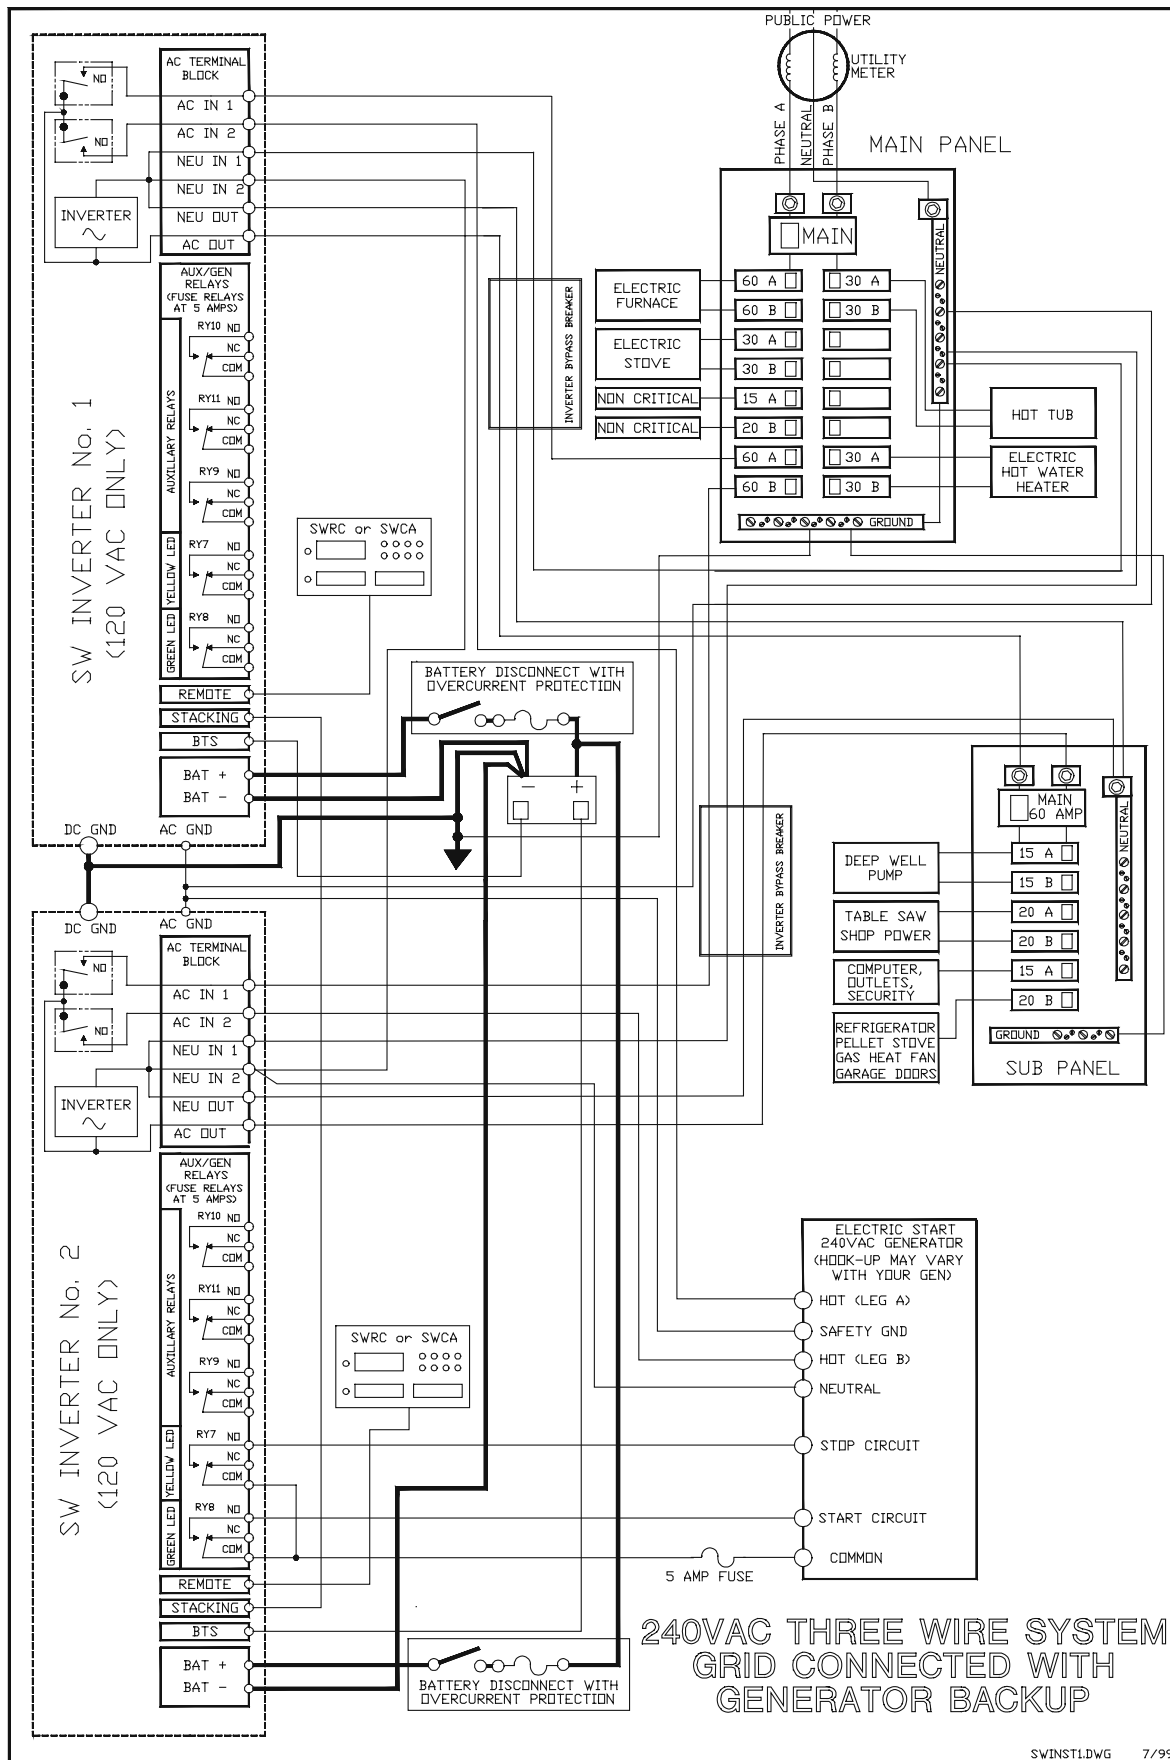 PUBLIC POWER
UTILITY
METER
PHASE A
NEUTRAL
PHASE B
MAIN PANEL
MAIN
NEUTRAL
ELECTRIC
FURNACE
60 A
30 A
60 B
30 B
ELECTRIC
STOVE
30 A
30 B
NON CRITICAL
15 A
NON CRITICAL
20 B
60 A
30 A
60 B
30 B
HOT TUB
ELECTRIC
HOT WATER
HEATER
GROUND
INVERTER BYPASS BREAKER
SW INVERTER No. 1
(120 VAC ONLY)
NO
NO
INVERTER
AC TERMINAL
BLOCK
AC IN 1
AC IN 2
NEU IN 1
NEU IN 2
NEU OUT
AC OUT
AUX/GEN
RELAYS
(FUSE RELAYS
AT 5 AMPS)
AUXILLARY RELAYS
RY10 NO
NC
COM
RY11 NO
NC
COM
RY9 NO
NC
COM
YELLOW LED
RY7 NO
NC
COM
GREEN LED
RY8 NO
NC
COM
REMOTE
STACKING
BTS
BAT +
BAT -
DC GND
AC GND
SWRC or SWCA
BATTERY DISCONNECT WITH
OVERCURRENT PROTECTION
- +
INVERTER BYPASS BREAKER
MAIN
60 AMP
NEUTRAL
DEEP WELL
PUMP
15 A
15 B
TABLE SAW
SHOP POWER
20 A
20 B
COMPUTER,
OUTLETS,
SECURITY
15 A
20 B
REFRIGERATOR
PELLET STOVE
GAS HEAT FAN
GARAGE DOORS
GROUND
SUB PANEL
DC GND
AC GND
SW INVERTER No. 2
(120 VAC ONLY)
NO
NO
INVERTER
AC TERMINAL
BLOCK
AC IN 1
AC IN 2
NEU IN 1
NEU IN 2
NEU OUT
AC OUT
AUX/GEN
RELAYS
(FUSE RELAYS
AT 5 AMPS)
AUXILLARY RELAYS
RY10 NO
NC
COM
RY11 NO
NC
COM
RY9 NO
NC
COM
YELLOW LED
RY7 NO
NC
COM
GREEN LED
RY8 NO
NC
COM
REMOTE
STACKING
BTS
BAT +
BAT -
SWRC or SWCA
ELECTRIC START
240VAC GENERATOR
(HOOK-UP MAY VARY
WITH YOUR GEN)
HOT (LEG A)
SAFETY GND
HOT (LEG B)
NEUTRAL
STOP CIRCUIT
START CIRCUIT
COMMON
5 AMP FUSE
BATTERY DISCONNECT WITH
OVERCURRENT PROTECTION
240VAC THREE WIRE SYSTEM
GRID CONNECTED WITH
GENERATOR BACKUP
SWINST1.DWG 7/99